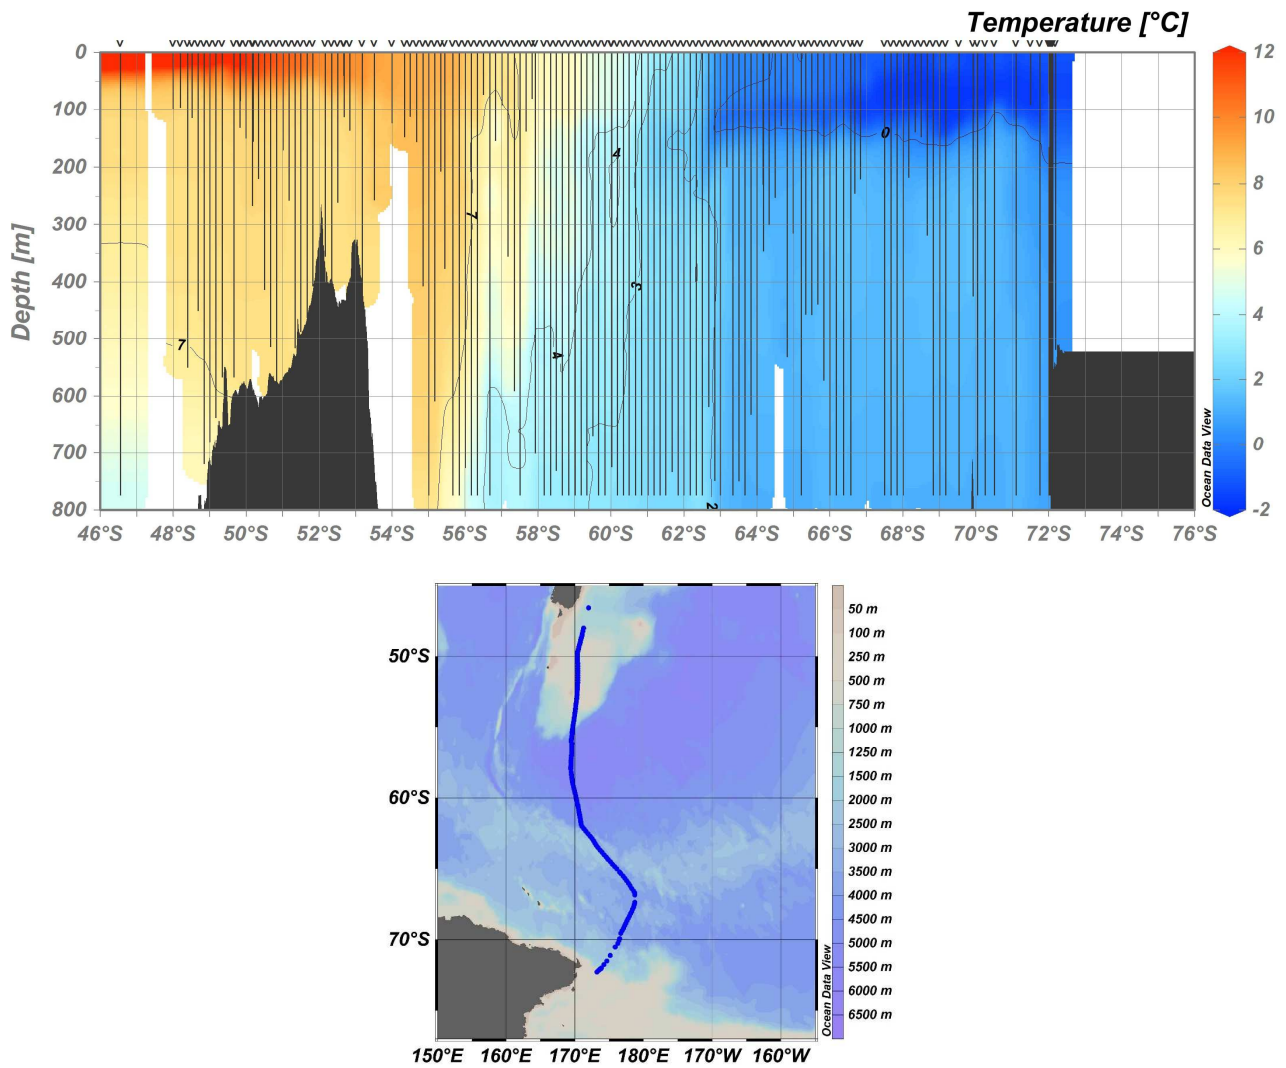 Temperature [°C]
v v v v v v v v v v v v v v v v v v v v
0
100
200
300
400
500
600
700
800
Depth [m]
7
7
4
4
3
2
0
46°S 48°S 50°S 52°S 54°S 56°S 58°S 60°S 62°S 64°S 66°S 68°S 70°S 72°S 74°S 76°S
Ocean Data View
12
10
8
6
4
2
0
-2
50°S
60°S
70°S
150°E 160°E 170°E 180°E 170°W 160°W
Ocean Data View
50 m
100 m
250 m
500 m
750 m
1000 m
1250 m
1500 m
2000 m
2500 m
3000 m
3500 m
4000 m
4500 m
5000 m
5500 m
6000 m
6500 m